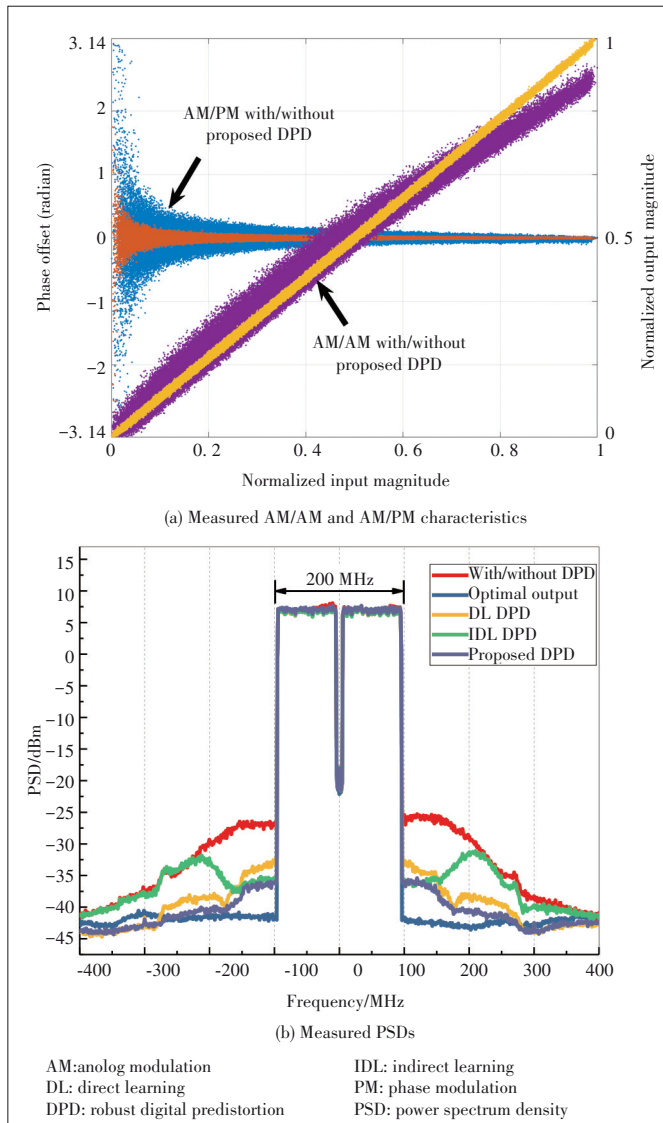 3. 14
2
1
0
-1
-2
-3.14
Phase offset (radian)
AM/PM with/without
proposed DPD
AM/AM with/without
proposed DPD
1
0.5
0
Normalized output magnitude
0 0. 2 0. 4 0. 6 0. 8 1
Normalized input magnitude
(a) Measured AM/AM and AM/PM characteristics
15
10
5
0
-5
-10
-15
-20
-25
-30
-35
-40
-45
PSD/dBm
200 MHz
With/without DPD
Optimal output
DL DPD
IDL DPD
Proposed DPD
-400 -300 -200 -100 0 100 200 300 400
Frequency/MHz
(b) Measured PSDs
AM:anolog modulation
DL: direct learning
DPD: robust digital predistortion
IDL: indirect learning
PM: phase modulation
PSD: power spectrum density